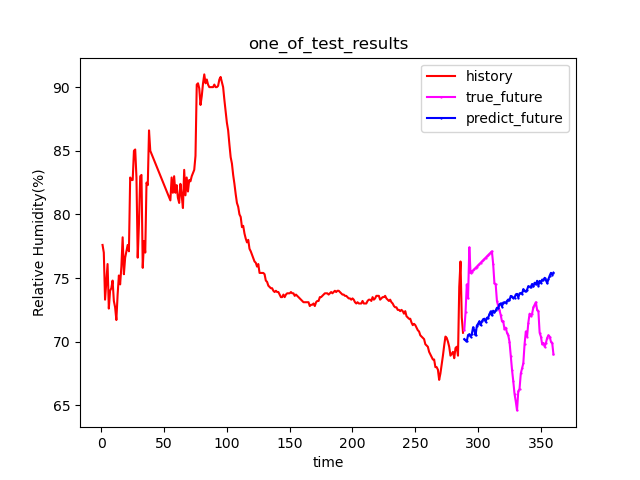 one_of_test_results
history
true_future
predict_future
Relative Humidity(%)
90
85
80
75
70
65
0 50 100 150 200 250 300 350
time